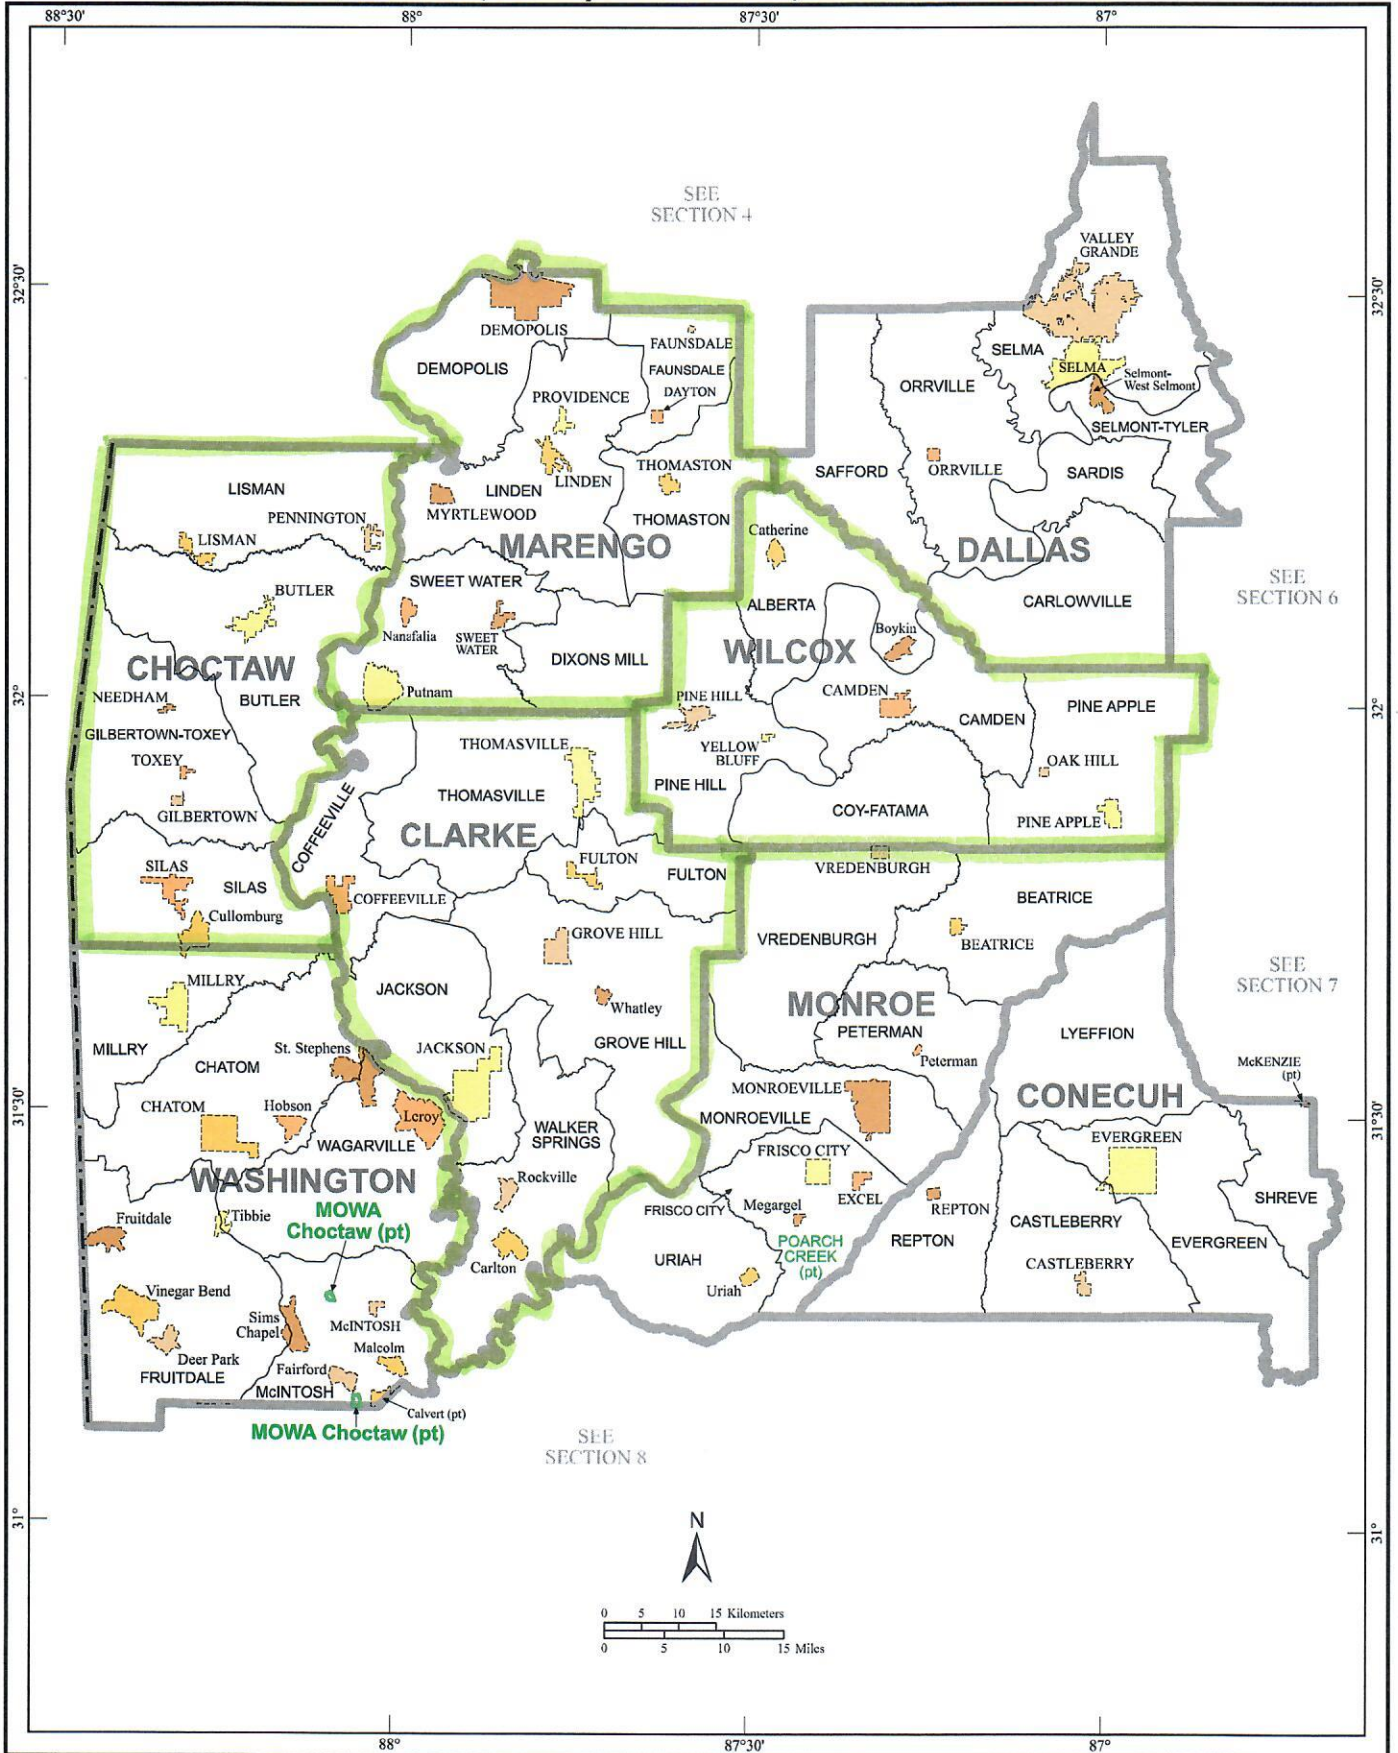 88°30'
88°
87°30'
87°
SEE
SECTION 4
VALLEY
GRANDE
32°30'
32°30'
DEMOPOLIS
FAUNSDALE
SELMA
DEMOPOLIS
FAUNSDALE
SELMA
Selmont-
West Selmont
DAYTON
ORRVILLE
PROVIDENCE
SELMONT-TYLER
THOMASTON
SAFFORD
ORRVILLE
SARDIS
LISMAN
LINDEN
LINDEN
MYRTLEWOOD
PENNINGTON
THOMASTON
Catherine
LISMAN
MARENGO
DALLAS
SWEET WATER
SEE
SECTION 6
BUTLER
ALBERTA
CARLOWVILLE
Nanafalia
SWEET
WATER
Boykin
DIXONS MILL
WILCOX
CHOCTAW
Putnam
NEEDHAM
BUTLER
PINE HILL
CAMDEN
CAMDEN
PINE APPLE
32°
32°
GILBERTOWN-TOXEY
THOMASVILLE
YELLOW
BLUFF
TOXEY
OAK HILL
PINE HILL
THOMASVILLE
COY-FATAMA
GILBERTOWN
PINE APPLE
COFFEEVILLE
CLARKE
SILAS
FULTON
FULTON
VREDENBURGH
SILAS
COFFEEVILLE
BEATRICE
Cullomburg
GROVE HILL
VREDENBURGH
BEATRICE
MILLRY
JACKSON
SEE
SECTION 7
MONROE
Whatley
MILLRY
PETERMAN
LYEFFION
St. Stephens
JACKSON
GROVE HILL
Peterman
CHATOM
McKENZIE
(pt)
MONROEVILLE
CONECUH
CHATOM
Hobson
Leroy
MONROEVILLE
31°30'
31°30'
WAGARVILLE
WALKER
SPRINGS
EVERGREEN
FRISCO CITY
WASHINGTON
Rockville
EXCEL
SHREVE
MOWA
Choctaw (pt)
FRISCO CITY
Megargel
REPTON
Fruitdale
Tibbie
CASTLEBERRY
POARCH
CREEK
(pt)
REPTON
EVERGREEN
URIAH
Carlton
CASTLEBERRY
Vinegar Bend
Uriah
Sims
Chapel
McINTOSH
Malcolm
Deer Park
Fairford
FRUITDALE
McINTOSH
Calvert (pt)
MOWA Choctaw (pt)
SEE
SECTION 8
31°
31°
N
0 5 10 15 Kilometers
0 5 10 15 Miles
88°
87°30'
87°